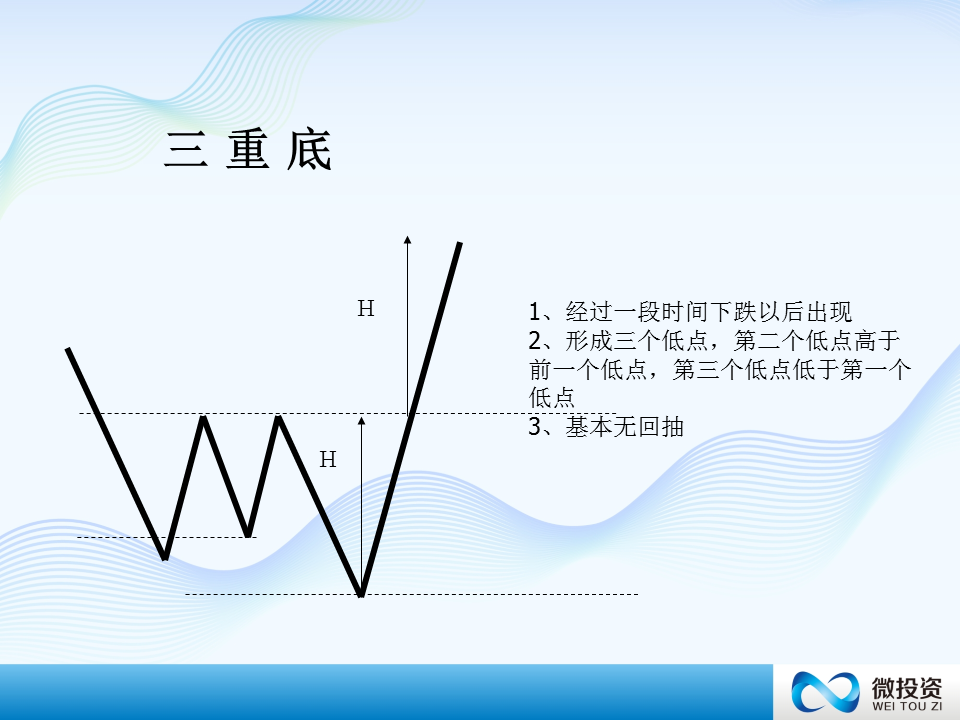 三 重 底
H
H
1、经过一段时间下跌以后出现
2、形成三个低点，第二个低点高于
前一个低点，第三个低点低于第一个
低点
3、基本无回抽
微投资
WEI TOU ZI